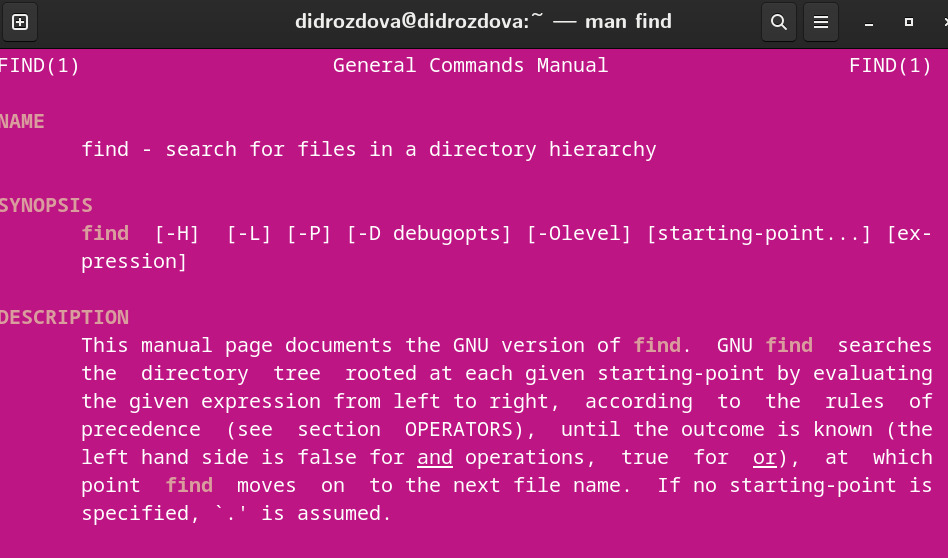 didrozdova@didrozdova:~ — man find
FIND(1) General Commands Manual FIND(1)
NAME
find - search for files in a directory hierarchy
SYNOPSIS
find [-H] [-L] [-P] [-D debugopts] [-Olevel] [starting-point...] [ex-
pression]
DESCRIPTION
This manual page documents the GNU version of find. GNU find searches
the directory tree rooted at each given starting-point by evaluating
the given expression from left to right, according to the rules of
precedence (see section OPERATORS), until the outcome is known (the
left hand side is false for and operations, true for or), at which
point find moves on to the next file name. If no starting-point is
specified, `.' is assumed.